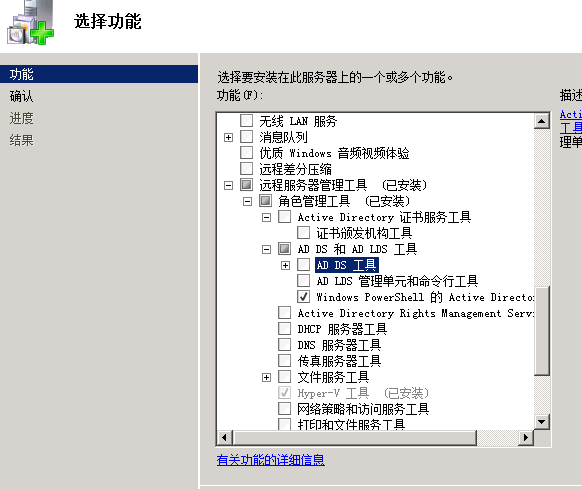 选择功能
功能
确认
进度
结果
选择要安装在此服务器上的一个或多个功能。
功能(F):
无线 LAN 服务
消息队列
优质 Windows 音频视频体验
远程差分压缩
远程服务器管理工具 (已安装)
角色管理工具 (已安装)
Active Directory 证书服务工具
证书颁发机构工具
AD DS 和 AD LDS 工具
AD DS 工具
AD LDS 管理单元和命令行工具
Windows PowerShell 的 Active Directo
Active Directory Rights Management Serv
DHCP 服务器工具
DNS 服务器工具
传真服务器工具
文件服务工具
Hyper-V 工具 (已安装)
网络策略和访问服务工具
打印和文件服务工具
有关功能的详细信息
描述
Acti
工具
理单